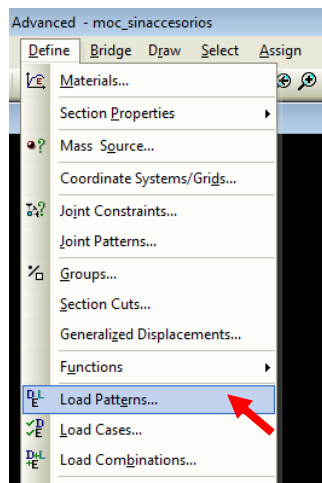 Advanced - moc_sinaccesorios
Define Bridge Draw Select Assign
Materials...
Section Properties
Mass Source...
Coordinate Systems/Grids...
Joint Constraints...
Joint Patterns...
Groups...
Section Cuts...
Generalized Displacements...
Functions
Load Patterns...
Load Cases...
Load Combinations...